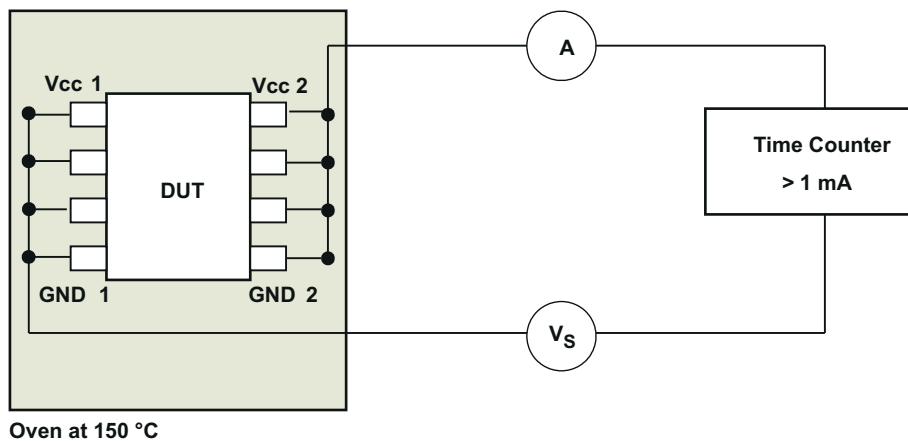 A
Vcc 1
Vcc 2
Time Counter
> 1 mA
DUT
GND 1
GND 2
VS
Oven at 150 °C